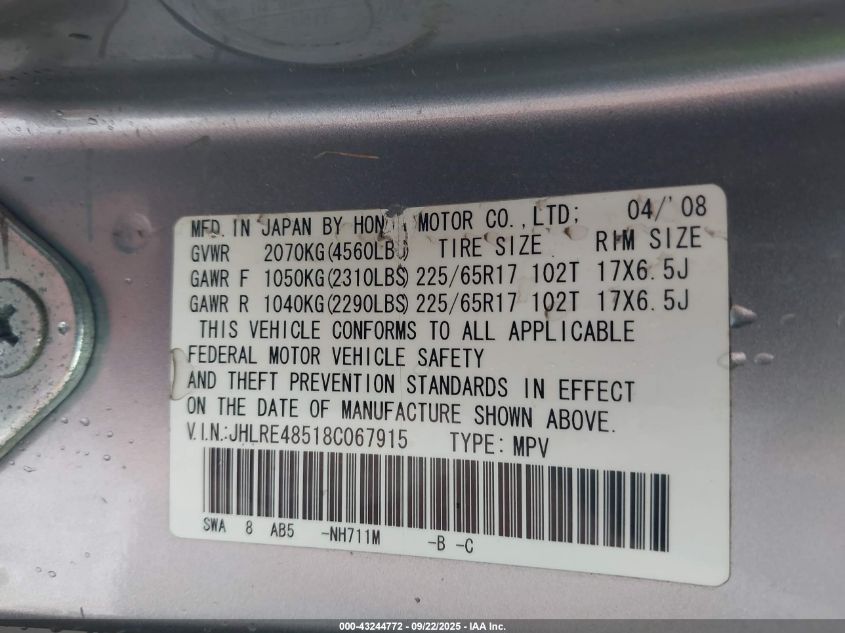 MFD. IN JAPAN BY HONDA MOTOR CO., LTD; 04/'08
GVWR 2070KG(4560LBS) TIRE SIZE RIM SIZE
GAWR F 1050KG(2310LBS) 225/65R17 102T 17X6.5J
GAWR R 1040KG(2290LBS) 225/65R17 102T 17X6.5J
THIS VEHICLE CONFORMS TO ALL APPLICABLE
FEDERAL MOTOR VEHICLE SAFETY
AND THEFT PREVENTION STANDARDS IN EFFECT
ON THE DATE OF MANUFACTURE SHOWN ABOVE.
V.I.N.:JHLRE48518C067915 TYPE: MPV
SWA 8 AB5 -NH711M -B -C
000-43244772 - 09/22/2025 - IAA Inc.